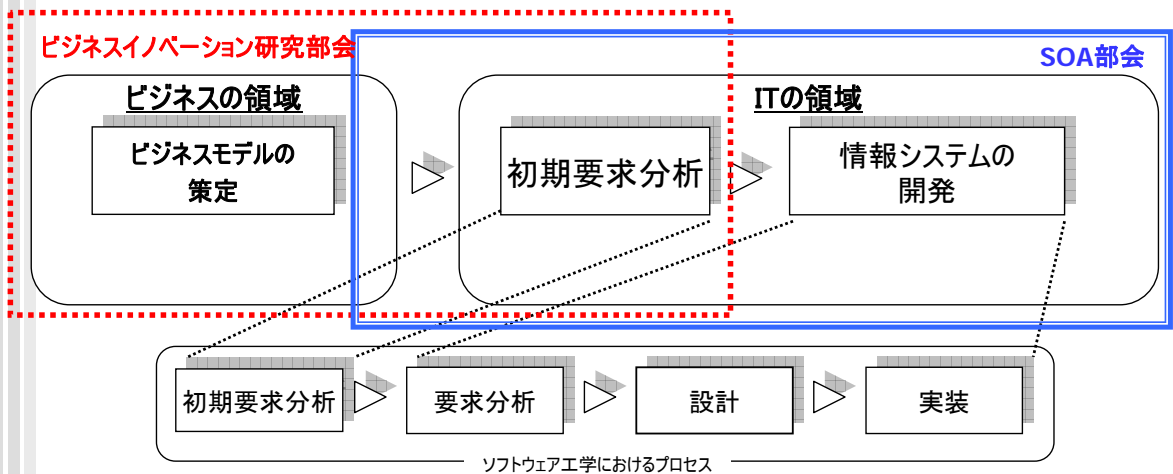 ビジネスイノベーション研究部会
SOA部会
ビジネスの領域
ITの領域
ビジネスモデルの
策定
初期要求分析
情報システムの
開発
初期要求分析
要求分析
設計
実装
ソフトウェア工学におけるプロセス